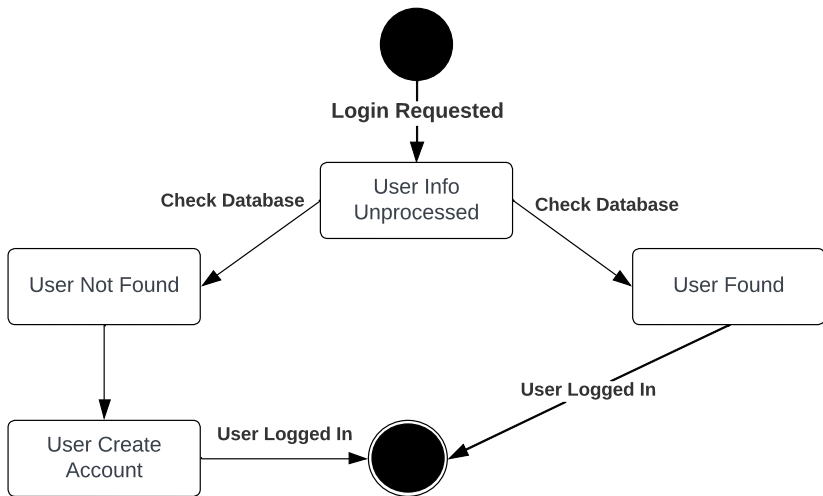 Login Requested
User Info
Unprocessed
Check Database
Check Database
User Not Found
User Found
User Logged In
User Create
Account
User Logged In